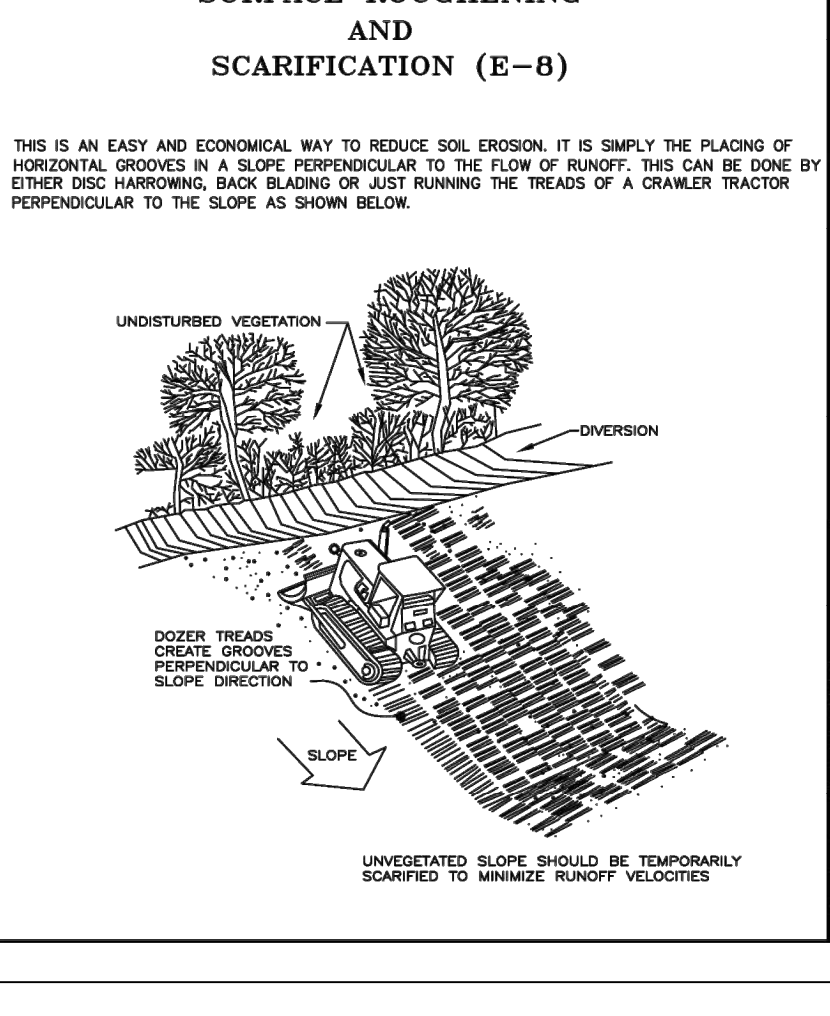 SURFACE ROUGHENING
AND
SCARIFICATION (E-8)
THIS IS AN EASY AND ECONOMICAL WAY TO REDUCE SOIL EROSION. IT IS SIMPLY THE PLACING OF
HORIZONTAL GROOVES IN A SLOPE PERPENDICULAR TO THE FLOW OF RUNOFF. THIS CAN BE DONE BY
EITHER DISC HARROWING, BACK BLADING OR JUST RUNNING THE TREADS OF A CRAWLER TRACTOR
PERPENDICULAR TO THE SLOPE AS SHOWN BELOW.
UNDISTURBED VEGETATION
DIVERSION
DOZER TREADS
CREATE GROOVES
PERPENDICULAR TO
SLOPE DIRECTION
SLOPE
UNVEGETATED SLOPE SHOULD BE TEMPORARILY
SCARIFIED TO MINIMIZE RUNOFF VELOCITIES